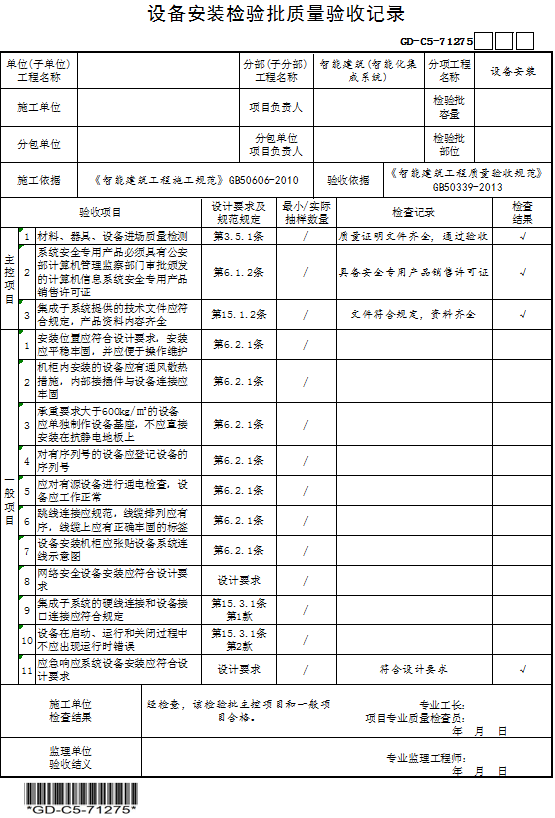 设备安装检验批质量验收记录
GD-C5-71275
单位(子单位)
工程名称
分部(子分部)
工程名称
智能建筑(智能化集
成系统)
分项工程
名称
设备安装
施工单位
项目负责人
检验批
容量
分包单位
分包单位
项目负责人
检验批
部位
施工依据
《智能建筑工程施工规范》GB50606-2010
验收依据
《智能建筑工程质量验收规范》
GB50339-2013
验收项目
设计要求及
规范规定
最小/实际
抽样数量
检查记录
检查
结果
主控项目
1
材料、器具、设备进场质量检测
第3.5.1条
/
质量证明文件齐全，通过验收
√
2
系统安全专用产品必须具有公安
部计算机管理监察部门审批颁发
的计算机信息系统安全专用产品
销售许可证
第6.1.2条
/
具备安全专用产品销售许可证
√
3
集成子系统提供的技术文件应符
合规定，产品资料内容齐全
第15.1.2条
/
文件符合规定，资料齐全
√
一般项目
1
安装位置应符合设计要求，安装
应平稳牢固，并应便于操作维护
第6.2.1条
/
2
机柜内安装的设备应有通风散热
措施，内部接插件与设备连接应
牢固
第6.2.1条
/
3
承重要求大于600kg/㎡的设备
应单独制作设备基座，不应直接
安装在抗静电地板上
第6.2.1条
/
4
对有序列号的设备应登记设备的
序列号
第6.2.1条
/
5
应对有源设备进行通电检查，设
备应工作正常
第6.2.1条
/
6
跳线连接应规范，线缆排列应有
序，线缆上应有正确牢固的标签
第6.2.1条
/
7
设备安装机柜应张贴设备系统连
线示意图
第6.2.1条
/
8
网络安全设备安装应符合设计要
求
设计要求
/
9
集成子系统的硬线连接和设备接
口连接应符合规定
第15.3.1条
第1款
/
10
设备在启动、运行和关闭过程中
不应出现运行时错误
第15.3.1条
第2款
/
11
应急响应系统设备安装应符合设
计要求
设计要求
/
符合设计要求
√
施工单位
检查结果
经检查，该检验批主控项目和一般项
目合格。
专业工长：
项目专业质量检查员：
年 月 日
监理单位
验收结义
专业监理工程师：
年 月 日
*GD-C5-71275*